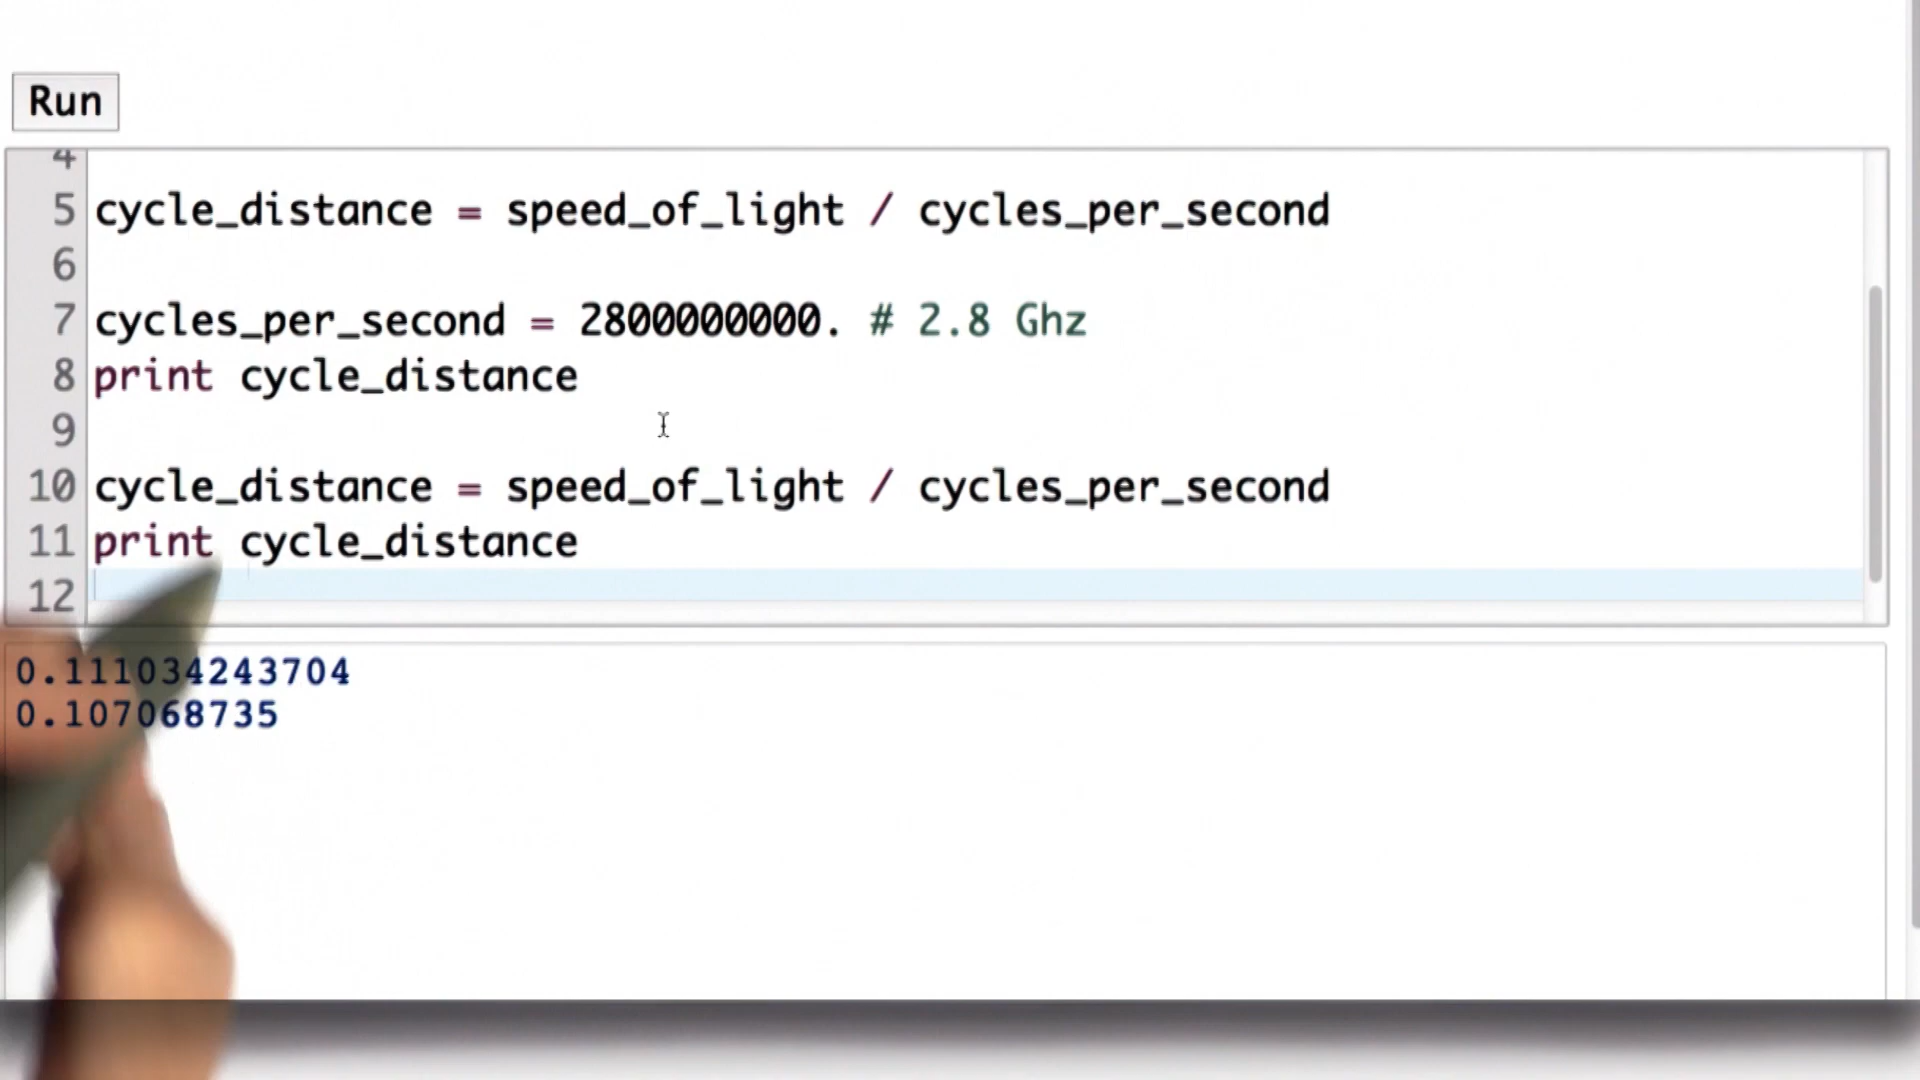 Run
4
5 cycle_distance = speed_of_light / cycles_per_second
6
7 cycles_per_second = 2800000000. # 2.8 Ghz
8 print cycle_distance
9
10 cycle_distance = speed_of_light / cycles_per_second
11 print cycle_distance
12
0.111034243704
0.107068735